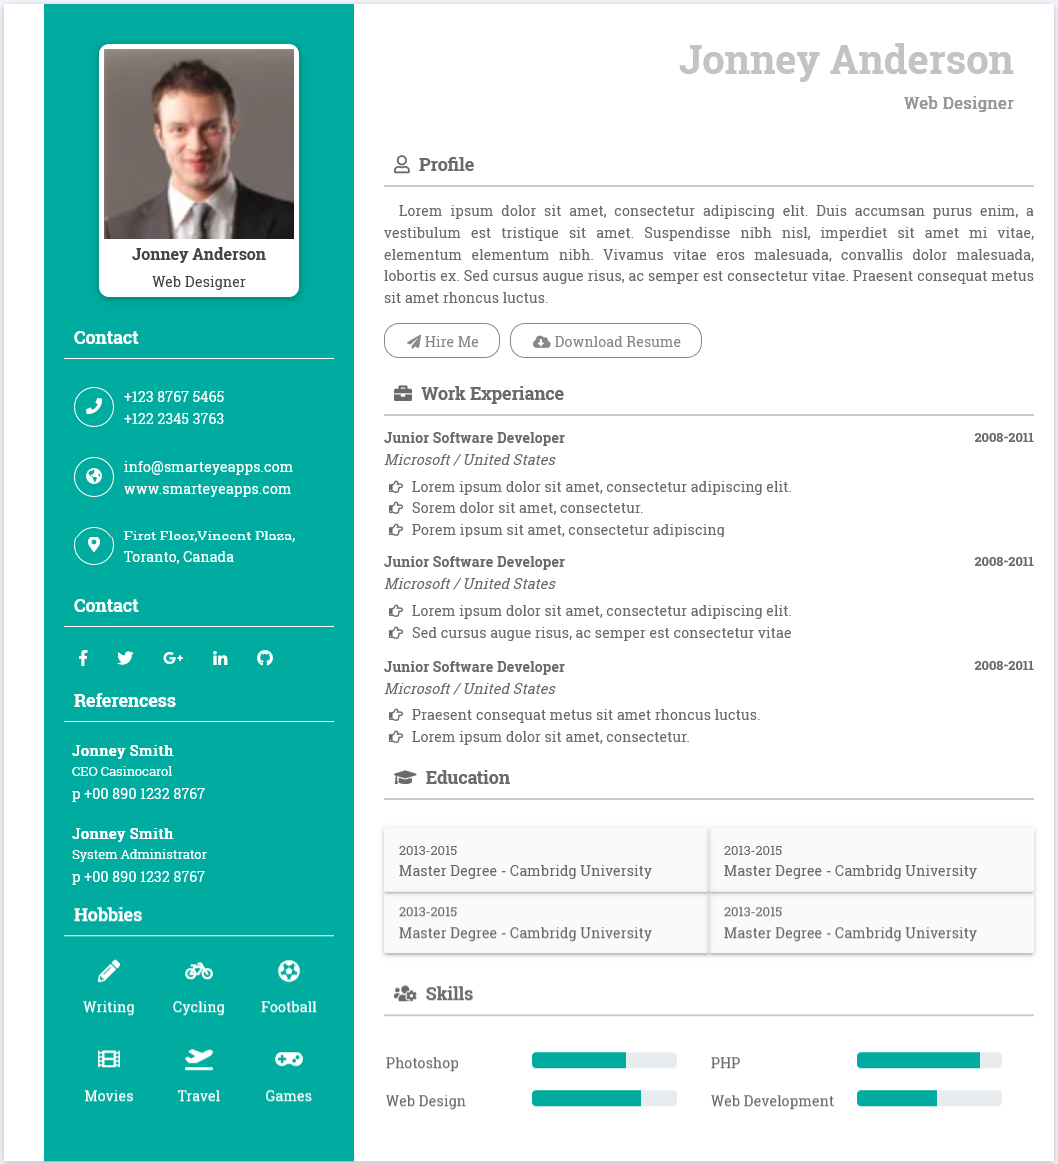 Jonney Anderson
Web Designer
Contact
+123 8767 5465
+122 2345 3763
info@smarteyeapps.com
www.smarteyeapps.com
First Floor,Vincent Plaza,
Toranto, Canada
Contact
Referencess
Jonney Smith
CEO Casinocarol
p +00 890 1232 8767
Jonney Smith
System Administrator
p +00 890 1232 8767
Hobbies
Writing Cycling Football
Movies Travel Games
Jonney Anderson
Web Designer
Profile
Lorem ipsum dolor sit amet, consectetur adipiscing elit. Duis accumsan purus enim, a
vestibulum est tristique sit amet. Suspendisse nibh nisl, imperdiet sit amet mi vitae,
elementum elementum nibh. Vivamus vitae eros malesuada, convallis dolor malesuada,
lobortis ex. Sed cursus augue risus, ac semper est consectetur vitae. Praesent consequat metus
sit amet rhoncus luctus.
Hire Me Download Resume
Work Experiance
Junior Software Developer 2008-2011
Microsoft / United States
Lorem ipsum dolor sit amet, consectetur adipiscing elit.
Sorem dolor sit amet, consectetur.
Porem ipsum sit amet, consectetur adipiscing
Junior Software Developer 2008-2011
Microsoft / United States
Lorem ipsum dolor sit amet, consectetur adipiscing elit.
Sed cursus augue risus, ac semper est consectetur vitae
Junior Software Developer 2008-2011
Microsoft / United States
Praesent consequat metus sit amet rhoncus luctus.
Lorem ipsum dolor sit amet, consectetur.
Education
2013-2015
Master Degree - Cambridg University
2013-2015
Master Degree - Cambridg University
2013-2015
Master Degree - Cambridg University
2013-2015
Master Degree - Cambridg University
Skills
Photoshop PHP
Web Design Web Development